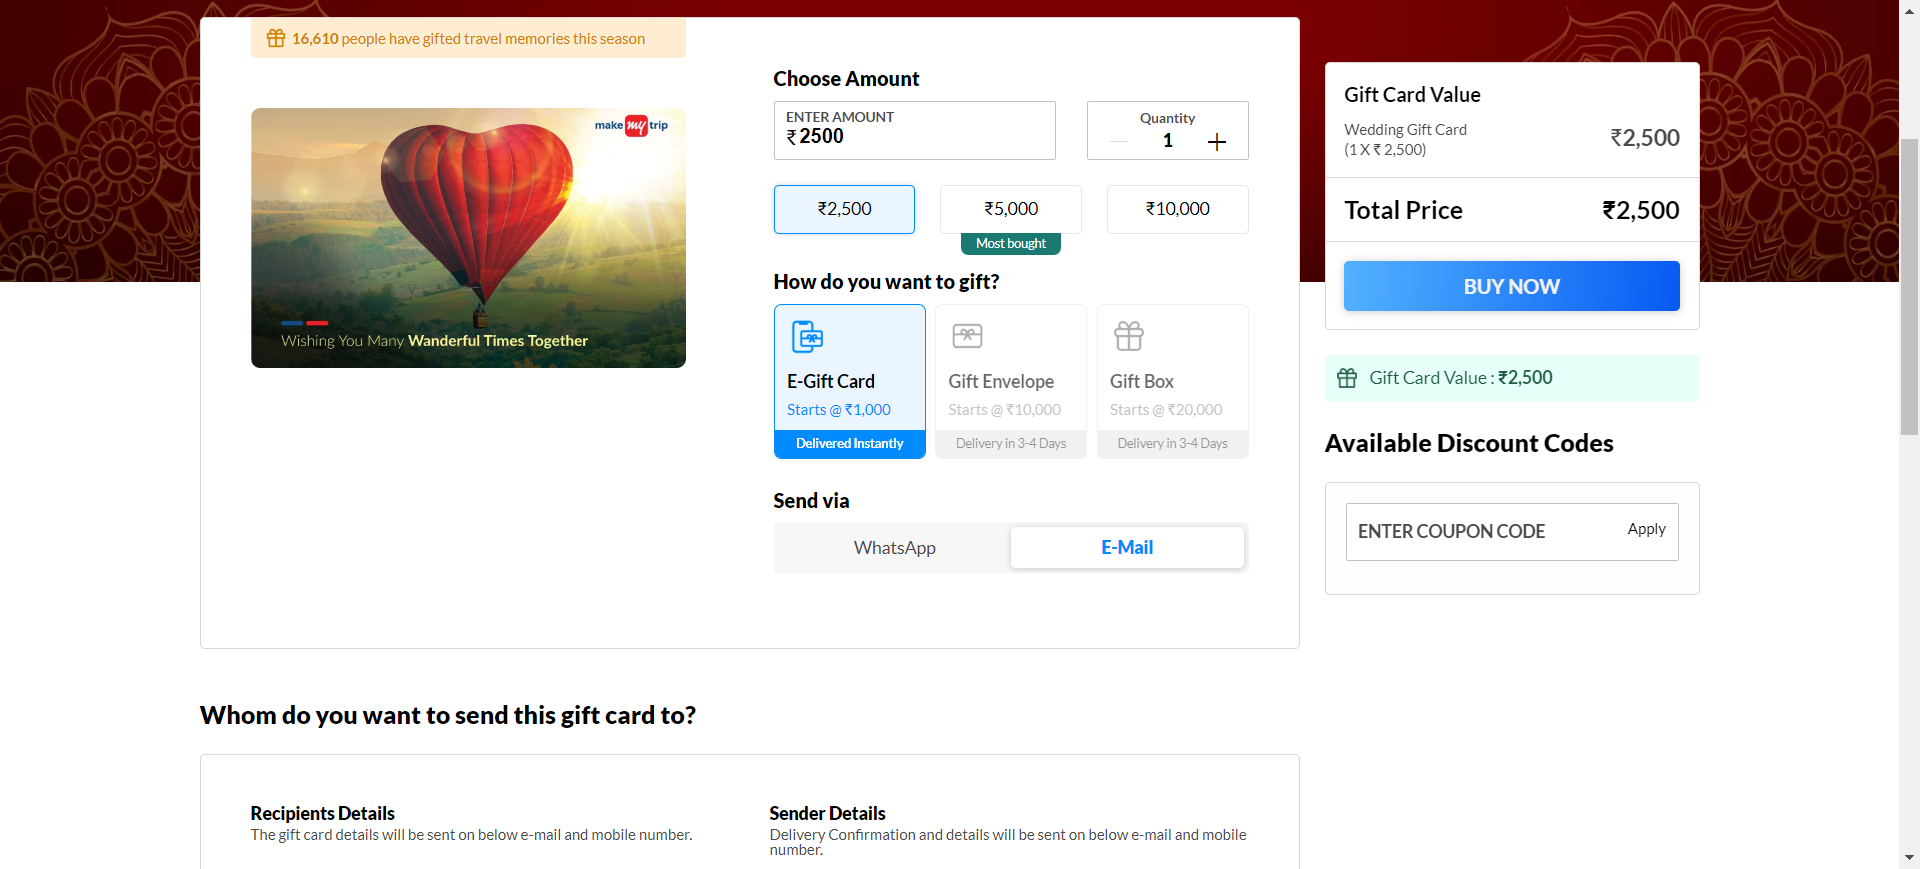 16,610 people have gifted travel memories this season
make my trip
Wishing You Many Wanderful Times Together
Choose Amount
ENTER AMOUNT
₹ 2500
Quantity
1
₹2,500
₹5,000
₹10,000
Most bought
How do you want to gift?
E-Gift Card
Starts @ ₹1,000
Delivered Instantly
Gift Envelope
Starts @ ₹10,000
Delivery in 3-4 Days
Gift Box
Starts @ ₹20,000
Delivery in 3-4 Days
Send via
WhatsApp
E-Mail
Gift Card Value
Wedding Gift Card
(1 X ₹ 2,500)
₹2,500
Total Price
₹2,500
BUY NOW
Gift Card Value : ₹2,500
Available Discount Codes
ENTER COUPON CODE
Apply
Whom do you want to send this gift card to?
Recipients Details
The gift card details will be sent on below e-mail and mobile number.
Sender Details
Delivery Confirmation and details will be sent on below e-mail and mobile
number.